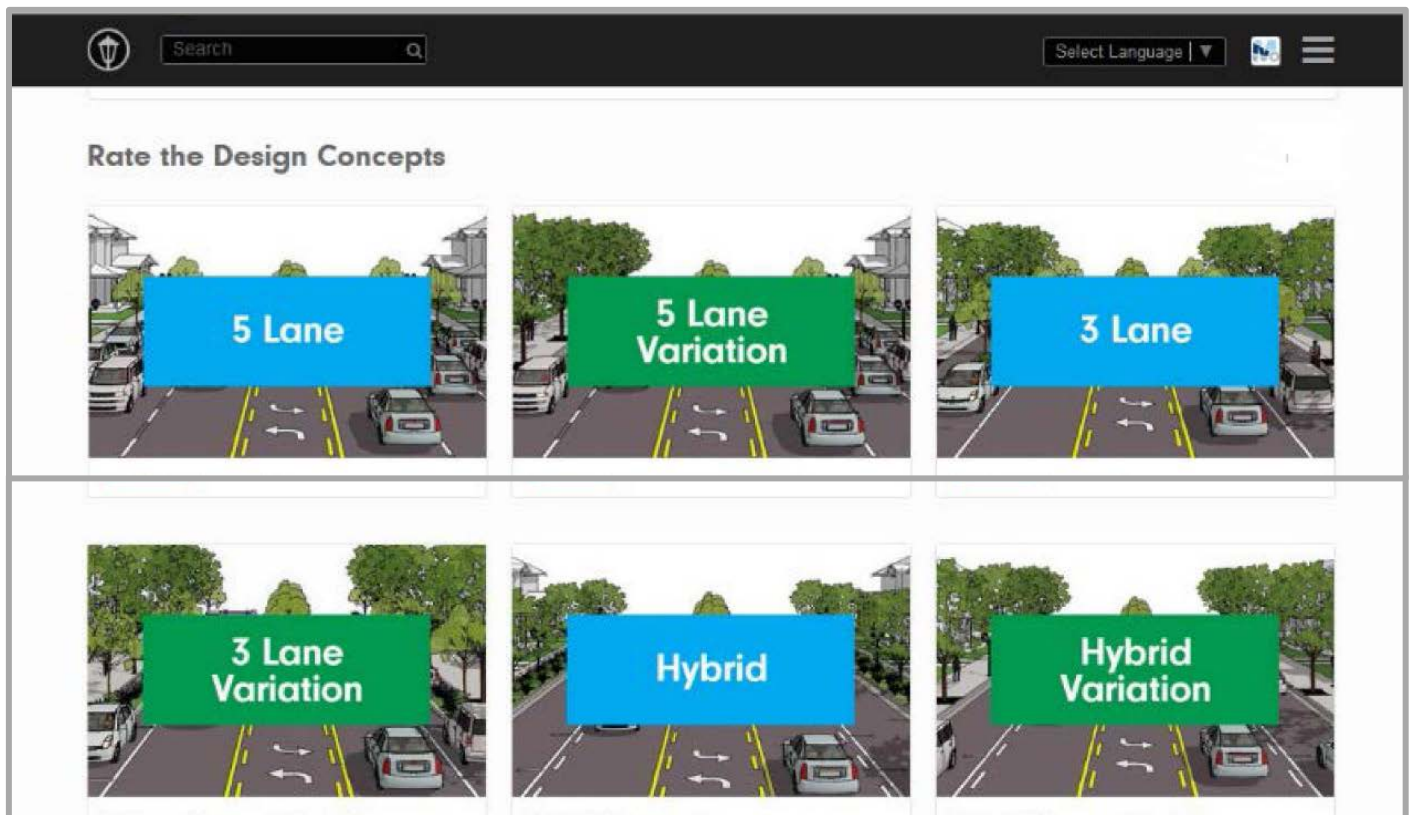 Search
Select Language | ▼
Rate the Design Concepts
5 Lane
5 Lane
Variation
3 Lane
3 Lane
Variation
Hybrid
Hybrid
Variation